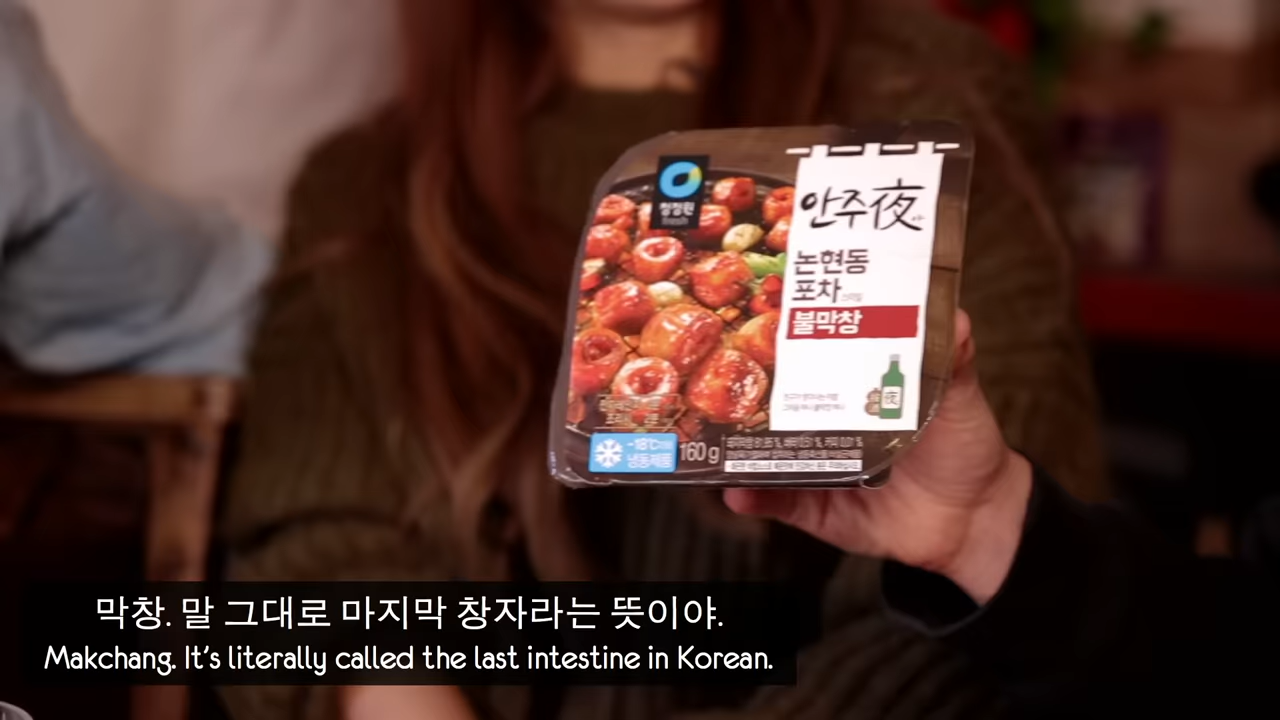 청정원
fresh
안주夜
논현동
포차
불막창
夜
-18℃
냉동제품
160g
막창. 말 그대로 마지막 창자라는 뜻이야.
Makchang. It's literally called the last intestine in Korean.